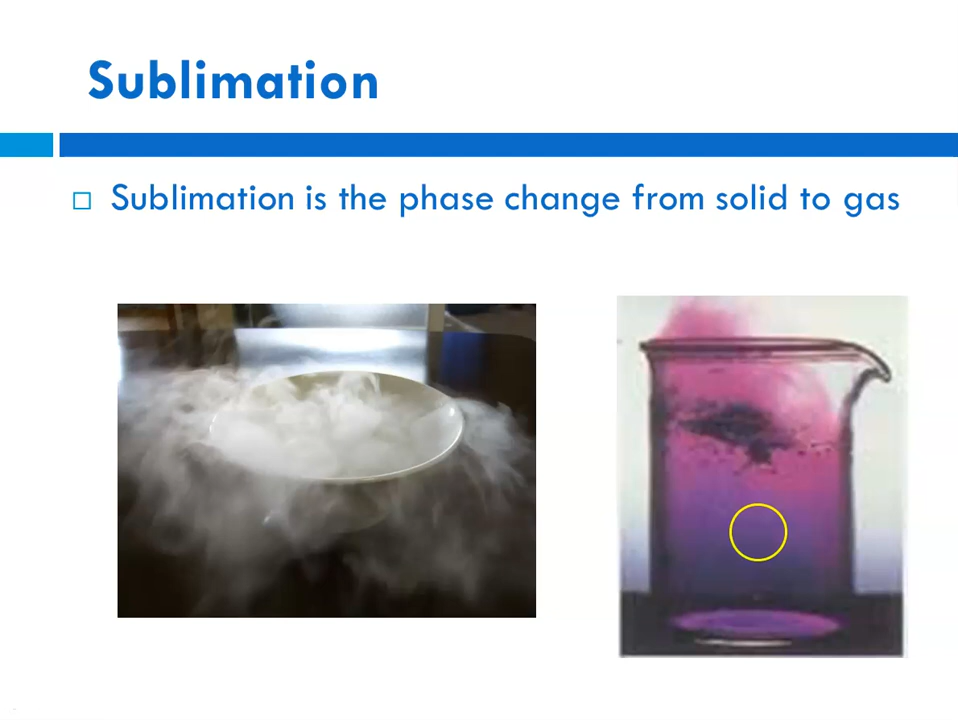 Sublimation
Sublimation is the phase change from solid to gas